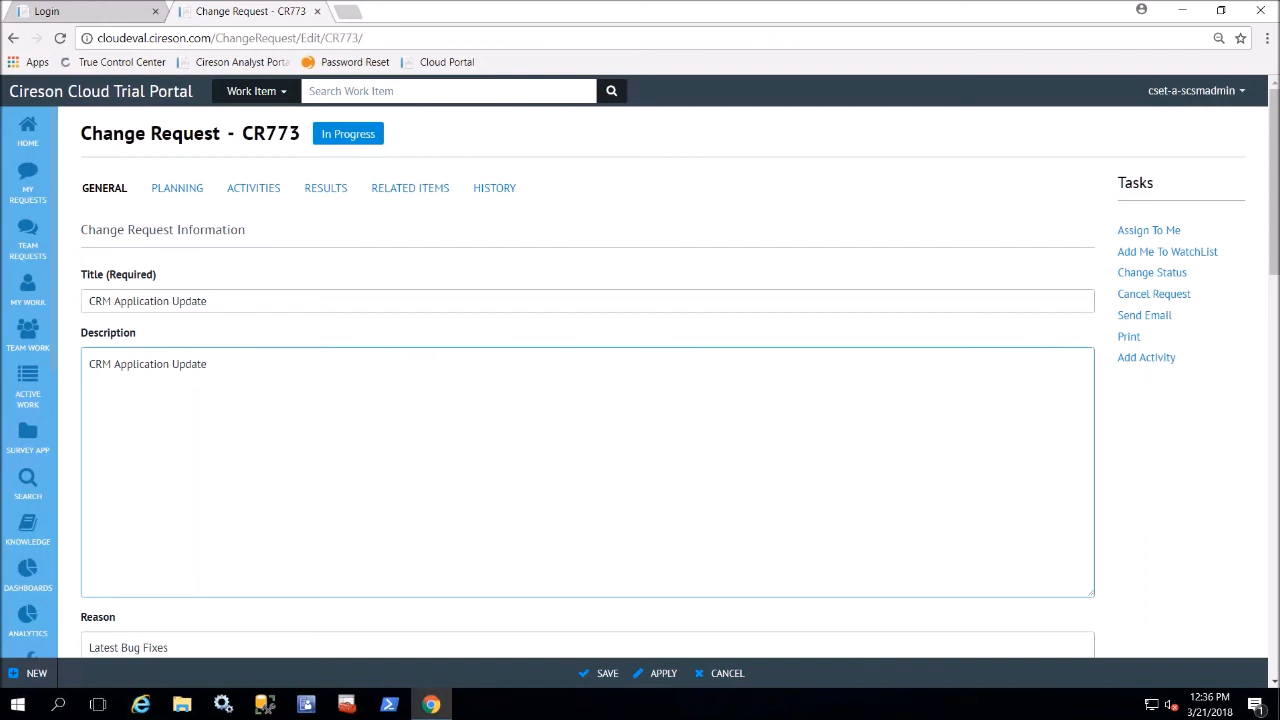 Login
Change Request - CR773
cloudeval.cireson.com/ChangeRequest/Edit/CR773/
Apps
True Control Center
Cireson Analyst Porta
Password Reset
Cloud Portal
Cireson Cloud Trial Portal
Work Item
Search Work Item
cset-a-scsmadmin
HOME
MY
REQUESTS
TEAM
REQUESTS
MY WORK
TEAM WORK
ACTIVE
WORK
SURVEY APP
SEARCH
KNOWLEDGE
DASHBOARDS
ANALYTICS
Change Request - CR773
In Progress
GENERAL
PLANNING
ACTIVITIES
RESULTS
RELATED ITEMS
HISTORY
Change Request Information
Title (Required)
CRM Application Update
Description
CRM Application Update
Reason
Latest Bug Fixes
Tasks
Assign To Me
Add Me To WatchList
Change Status
Cancel Request
Send Email
Print
Add Activity
NEW
SAVE
APPLY
CANCEL
12:36 PM
3/21/2018
1